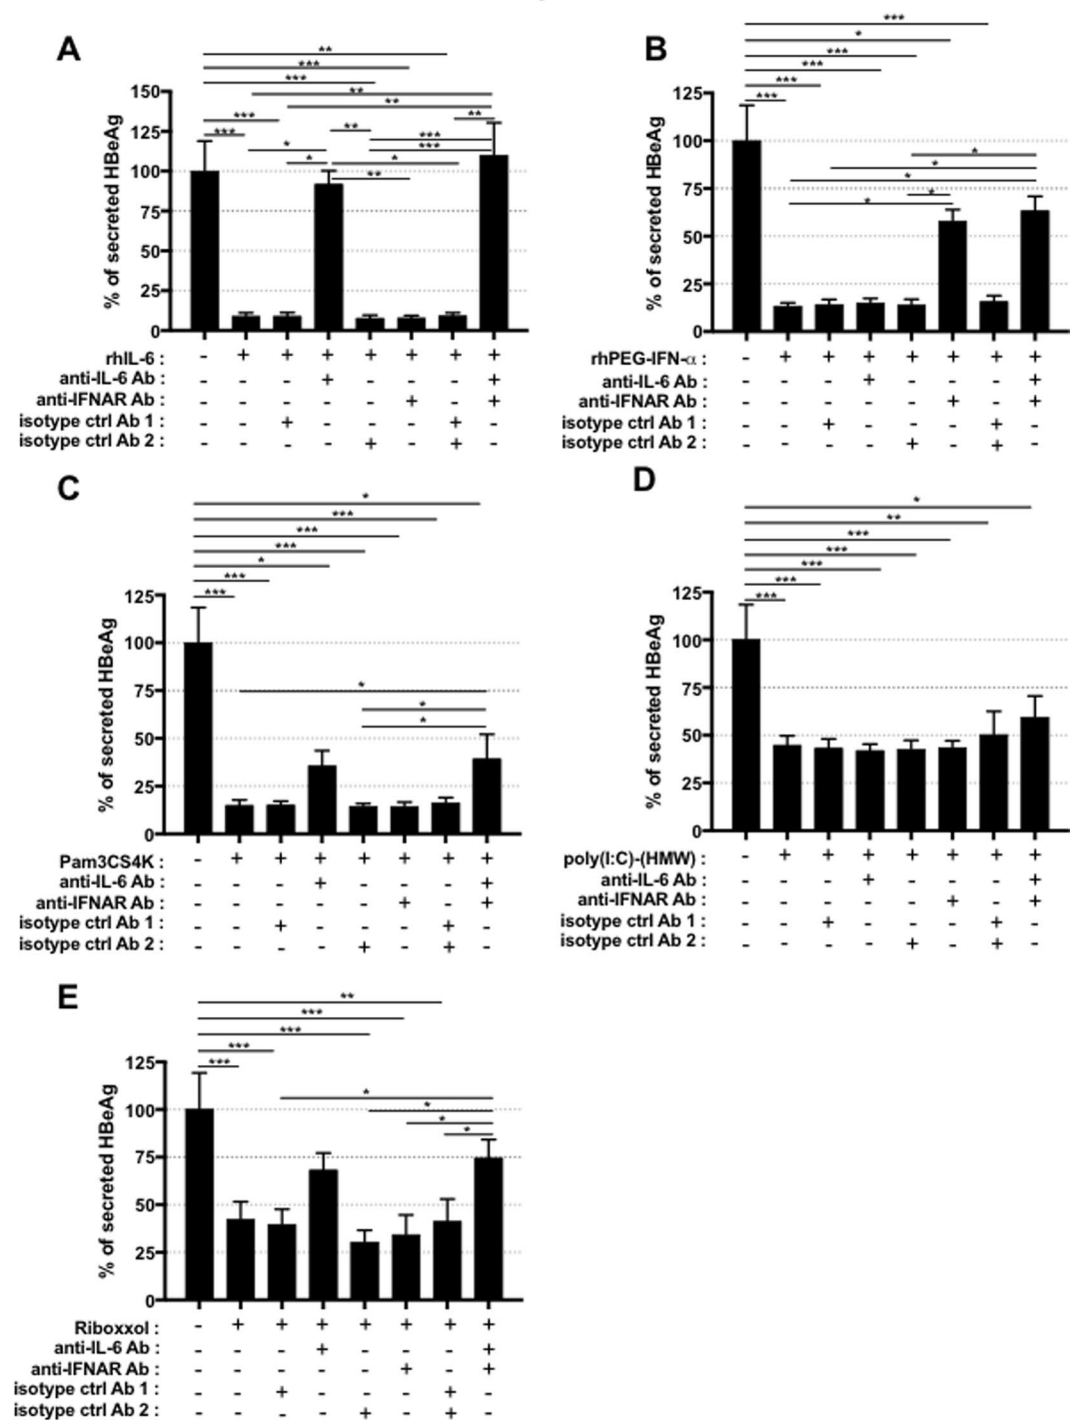 A
** 
***
***
**
**
***
**
***
**
***
*
***
*
*
**
150
125
100
75
50
25
0
% of secreted HBeAg
rhIL-6 : - + + + + + + +
anti-IL-6 Ab : - - - + - - - +
anti-IFNAR Ab : - - - - - + - +
isotype ctrl Ab 1 : - - + - - - + -
isotype ctrl Ab 2 : - - - - + - + -
B
***
*
***
***
***
***
*
*
*
*
*
125
100
75
50
25
0
% of secreted HBeAg
rhPEG-IFN-α : - + + + + + + +
anti-IL-6 Ab : - - - + - - - +
anti-IFNAR Ab : - - - - - + - +
isotype ctrl Ab 1 : - - + - - - + -
isotype ctrl Ab 2 : - - - - + - + -
C
*
***
***
***
*
***
***
*
*
*
125
100
75
50
25
0
% of secreted HBeAg
Pam3CS4K : - + + + + + + +
anti-IL-6 Ab : - - - + - - - +
anti-IFNAR Ab : - - - - - + - +
isotype ctrl Ab 1 : - - + - - - + -
isotype ctrl Ab 2 : - - - - + - + -
D
*
**
***
***
***
***
***
125
100
75
50
25
0
% of secreted HBeAg
poly(I:C)-(HMW) : - + + + + + + +
anti-IL-6 Ab : - - - + - - - +
anti-IFNAR Ab : - - - - - + - +
isotype ctrl Ab 1 : - - + - - - + -
isotype ctrl Ab 2 : - - - - + - + -
E
**
***
***
***
***
*
*
*
*
125
100
75
50
25
0
% of secreted HBeAg
Riboxxol : - + + + + + + +
anti-IL-6 Ab : - - - + - - - +
anti-IFNAR Ab : - - - - - + - +
isotype ctrl Ab 1 : - - + - - - + -
isotype ctrl Ab 2 : - - - - + - + -